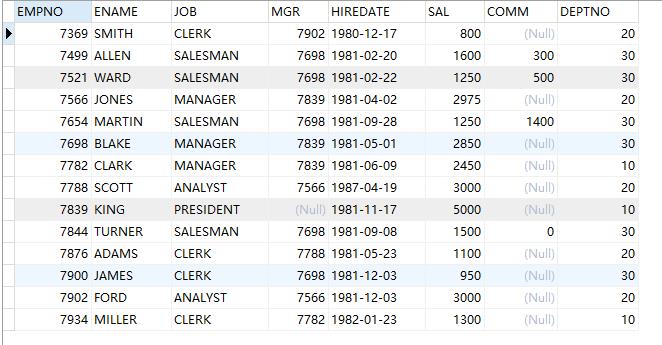 EMPNO ENAME JOB MGR HIREDATE SAL COMM DEPTNO
7369 SMITH CLERK 7902 1980-12-17 800 (Null) 20
7499 ALLEN SALESMAN 7698 1981-02-20 1600 300 30
7521 WARD SALESMAN 7698 1981-02-22 1250 500 30
7566 JONES MANAGER 7839 1981-04-02 2975 (Null) 20
7654 MARTIN SALESMAN 7698 1981-09-28 1250 1400 30
7698 BLAKE MANAGER 7839 1981-05-01 2850 (Null) 30
7782 CLARK MANAGER 7839 1981-06-09 2450 (Null) 10
7788 SCOTT ANALYST 7566 1987-04-19 3000 (Null) 20
7839 KING PRESIDENT (Null) 1981-11-17 5000 (Null) 10
7844 TURNER SALESMAN 7698 1981-09-08 1500 0 30
7876 ADAMS CLERK 7788 1981-05-23 1100 (Null) 20
7900 JAMES CLERK 7698 1981-12-03 950 (Null) 30
7902 FORD ANALYST 7566 1981-12-03 3000 (Null) 20
7934 MILLER CLERK 7782 1982-01-23 1300 (Null) 10